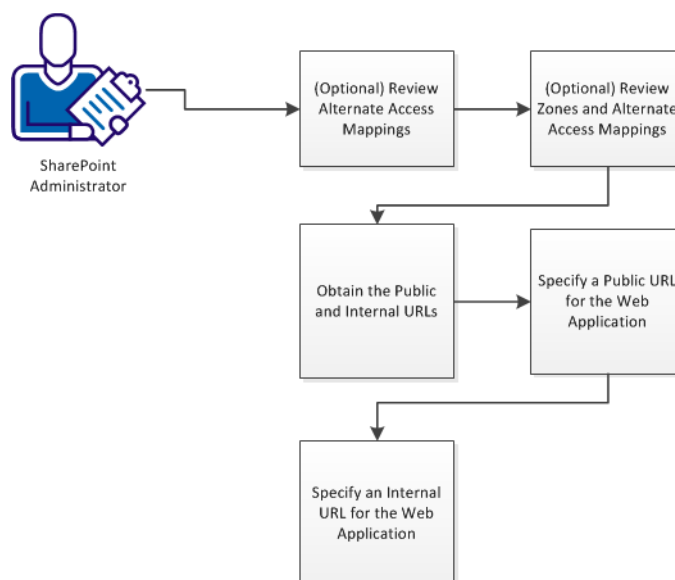 SharePoint
Administrator
(Optional) Review
Alternate Access
Mappings
(Optional) Review
Zones and Alternate
Access Mappings
Obtain the Public
and Internal URLs
Specify a Public URL
for the Web
Application
Specify an Internal
URL for the Web
Application